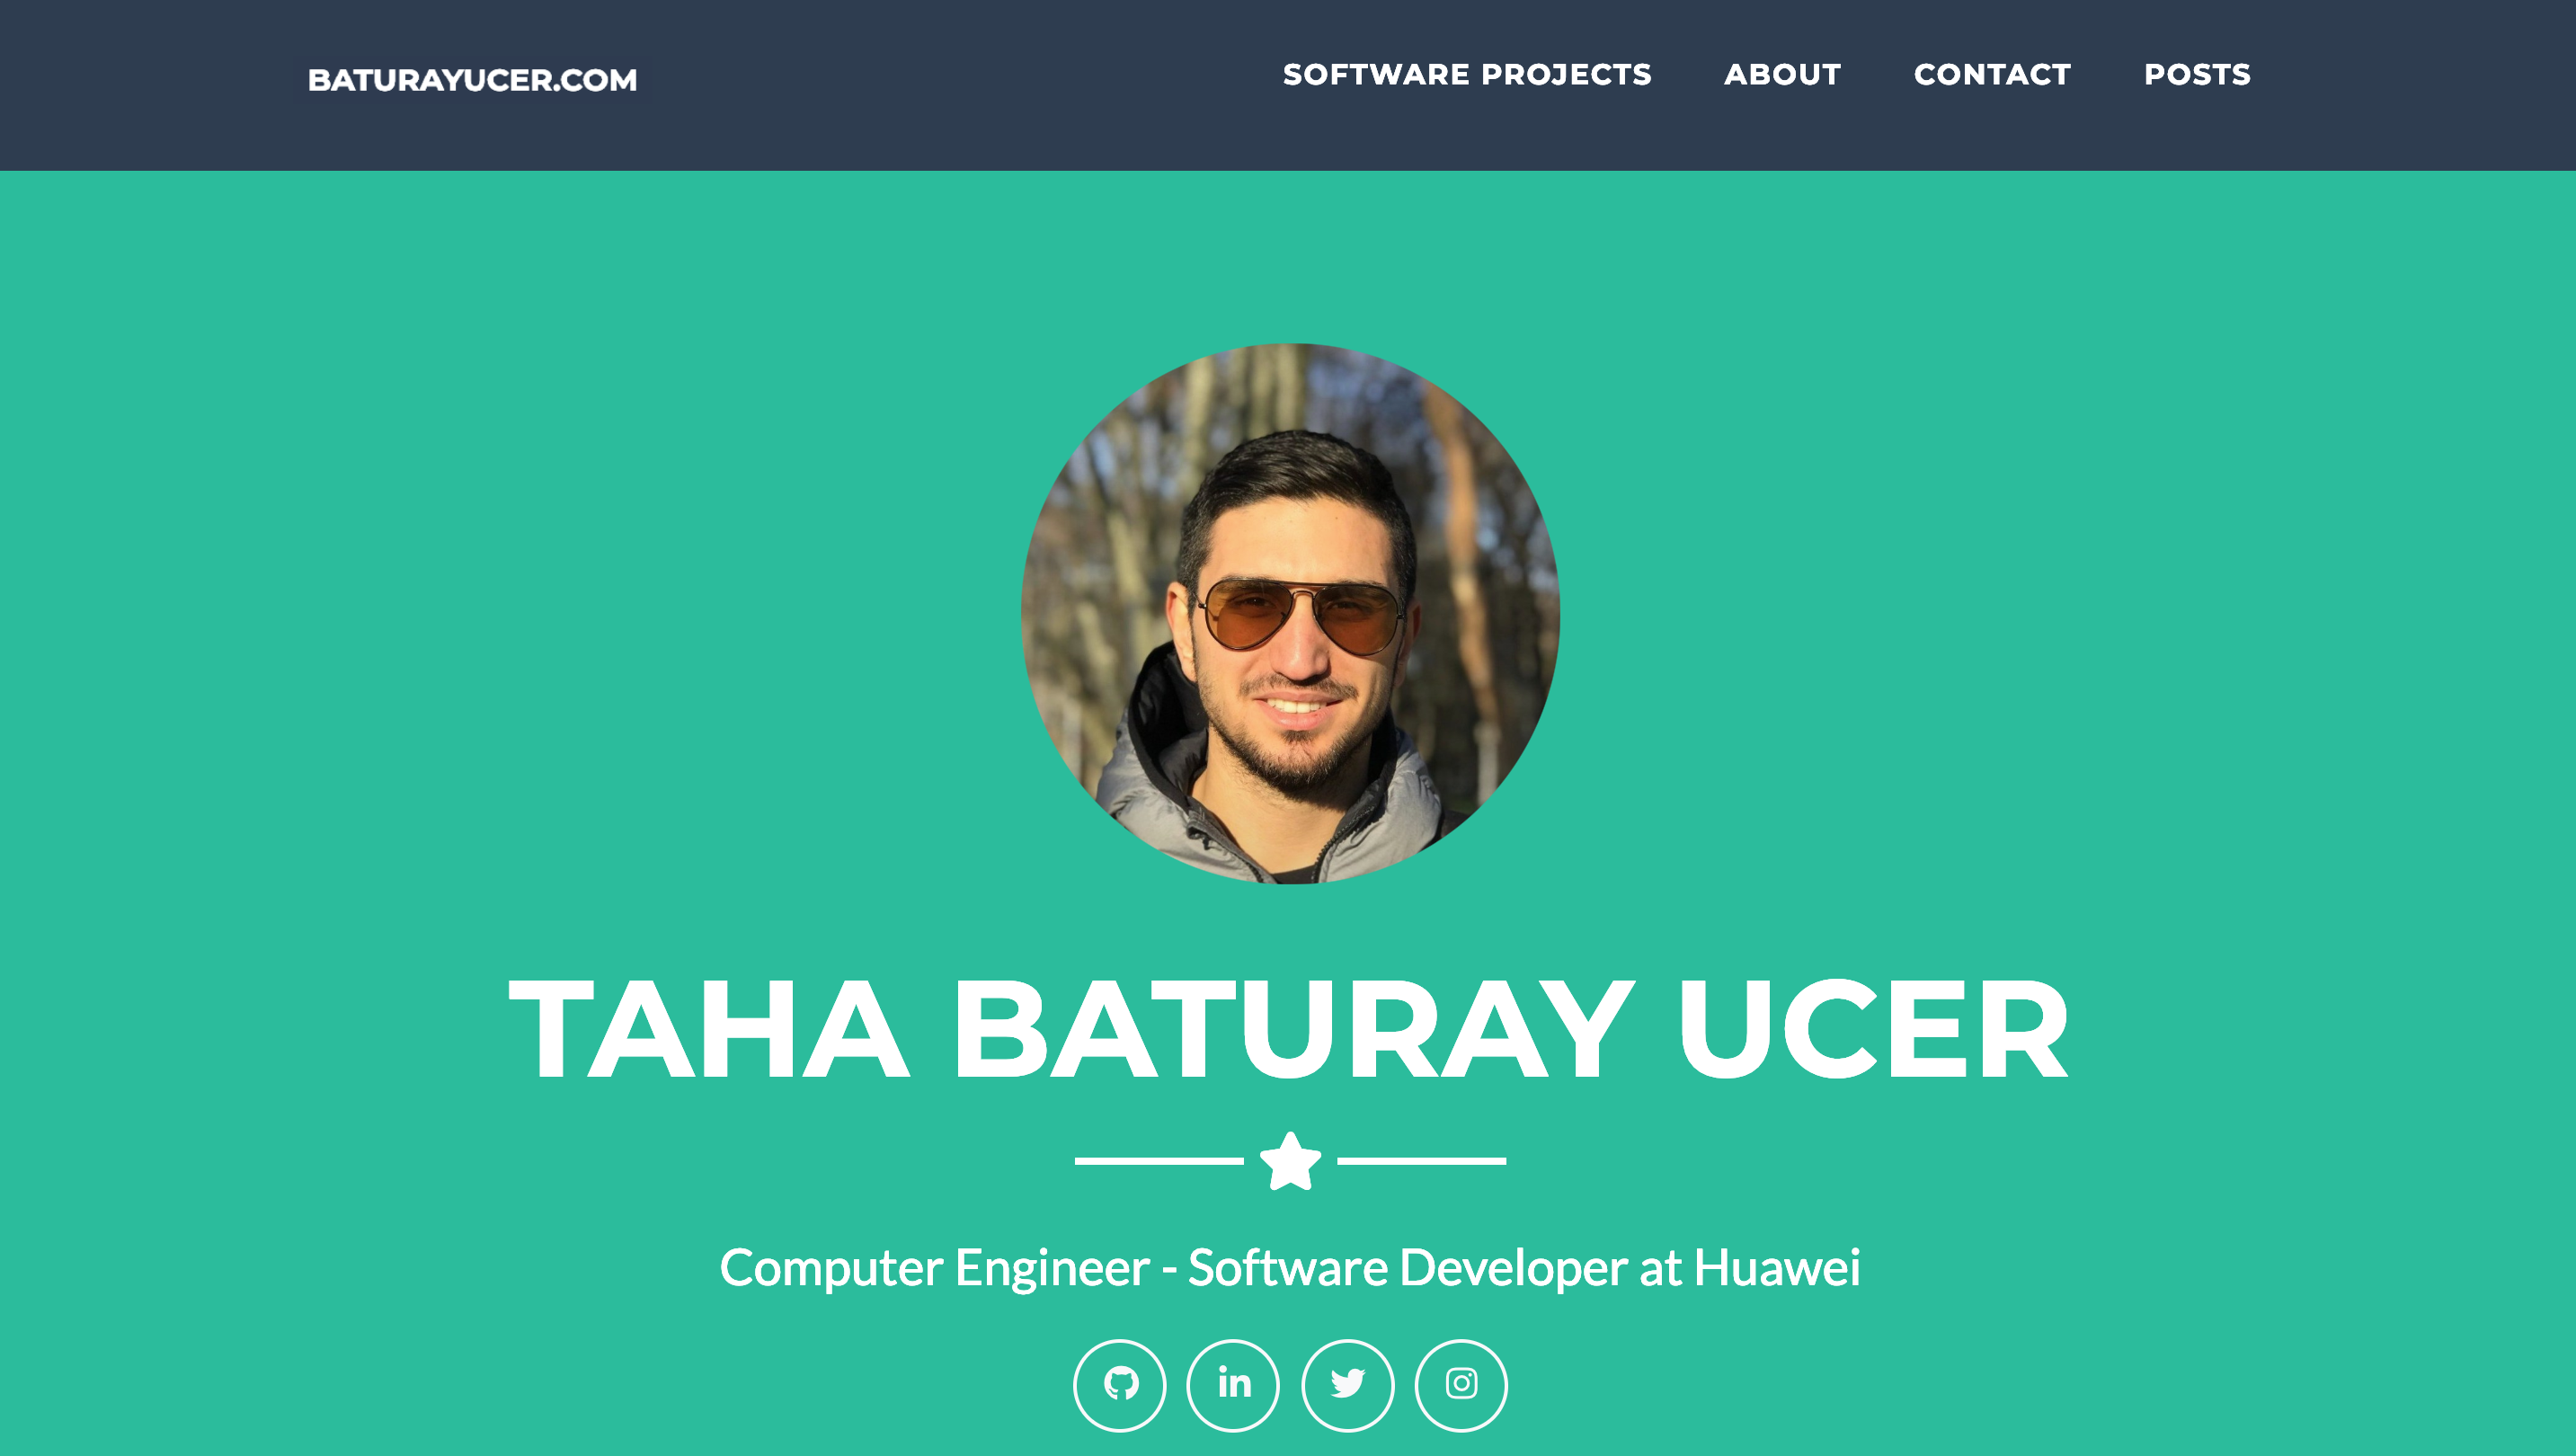 BATURAYUCER.COM
SOFTWARE PROJECTS ABOUT CONTACT POSTS
TAHA BATURAY UCER
Computer Engineer - Software Developer at Huawei
in